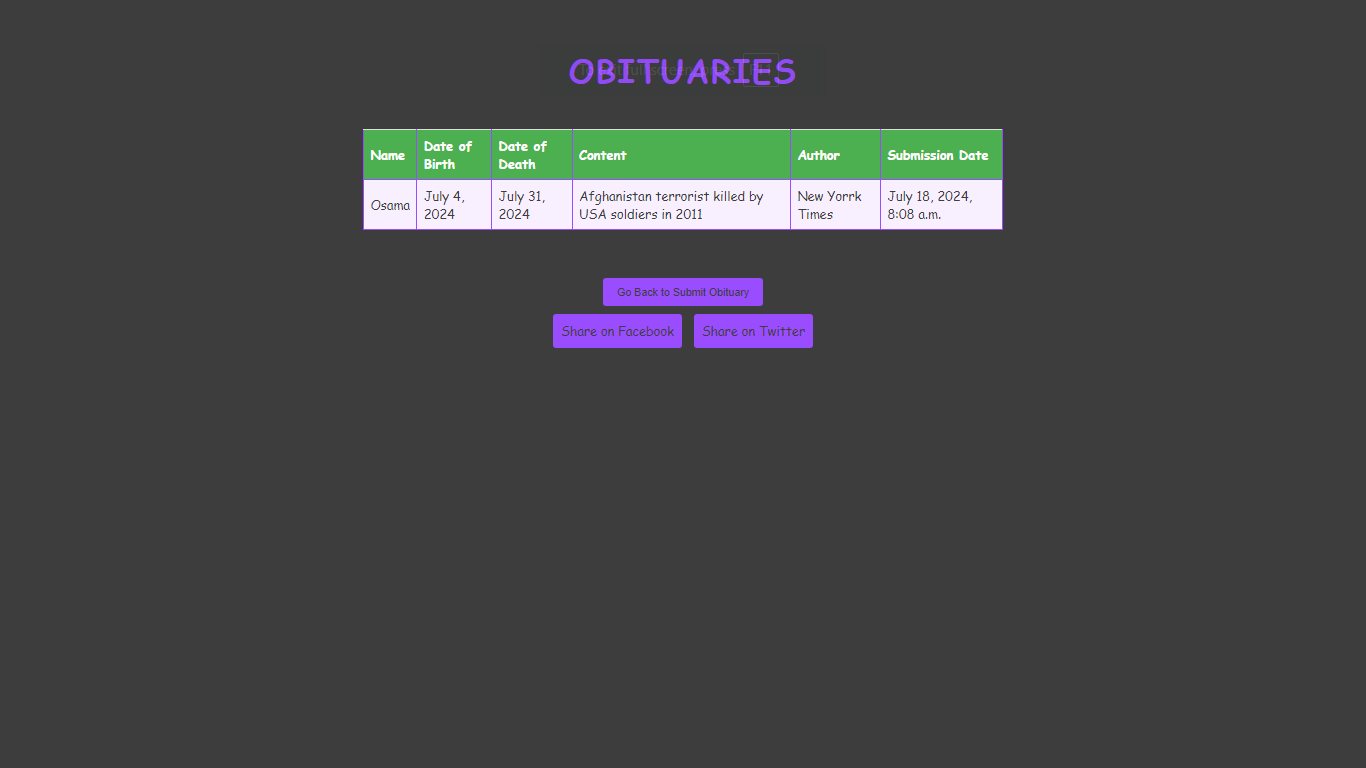 OBITUARIES
Name Date of Birth Date of Death Content Author Submission Date
Osama July 4, 2024 July 31, 2024 Afghanistan terrorist killed by USA soldiers in 2011 New Yorrk Times July 18, 2024, 8:08 a.m.
Go Back to Submit Obituary
Share on Facebook Share on Twitter